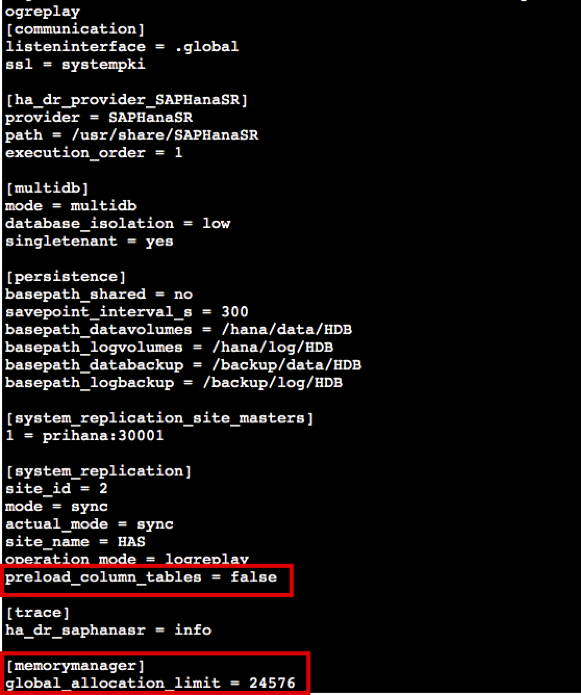 ogreplay
[communication]
listeninterface = .global
ssl = systempki
[ha_dr_provider_SAPHanaSR]
provider = SAPHanaSR
path = /usr/share/SAPHanaSR
execution_order = 1
[multidb]
mode = multidb
database_isolation = low
singletenant = yes
[persistence]
basepath_shared = no
savepoint_interval_s = 300
basepath_datavolumes = /hana/data/HDB
basepath_logvolumes = /hana/log/HDB
basepath_databackup = /backup/data/HDB
basepath_logbackup = /backup/log/HDB
[system_replication_site_masters]
1 = prihana:30001
[system_replication]
site_id = 2
mode = sync
actual_mode = sync
site_name = HAS
operation_mode = logreplay
preload_column_tables = false
[trace]
ha_dr_saphanasr = info
[memorymanager]
global_allocation_limit = 24576